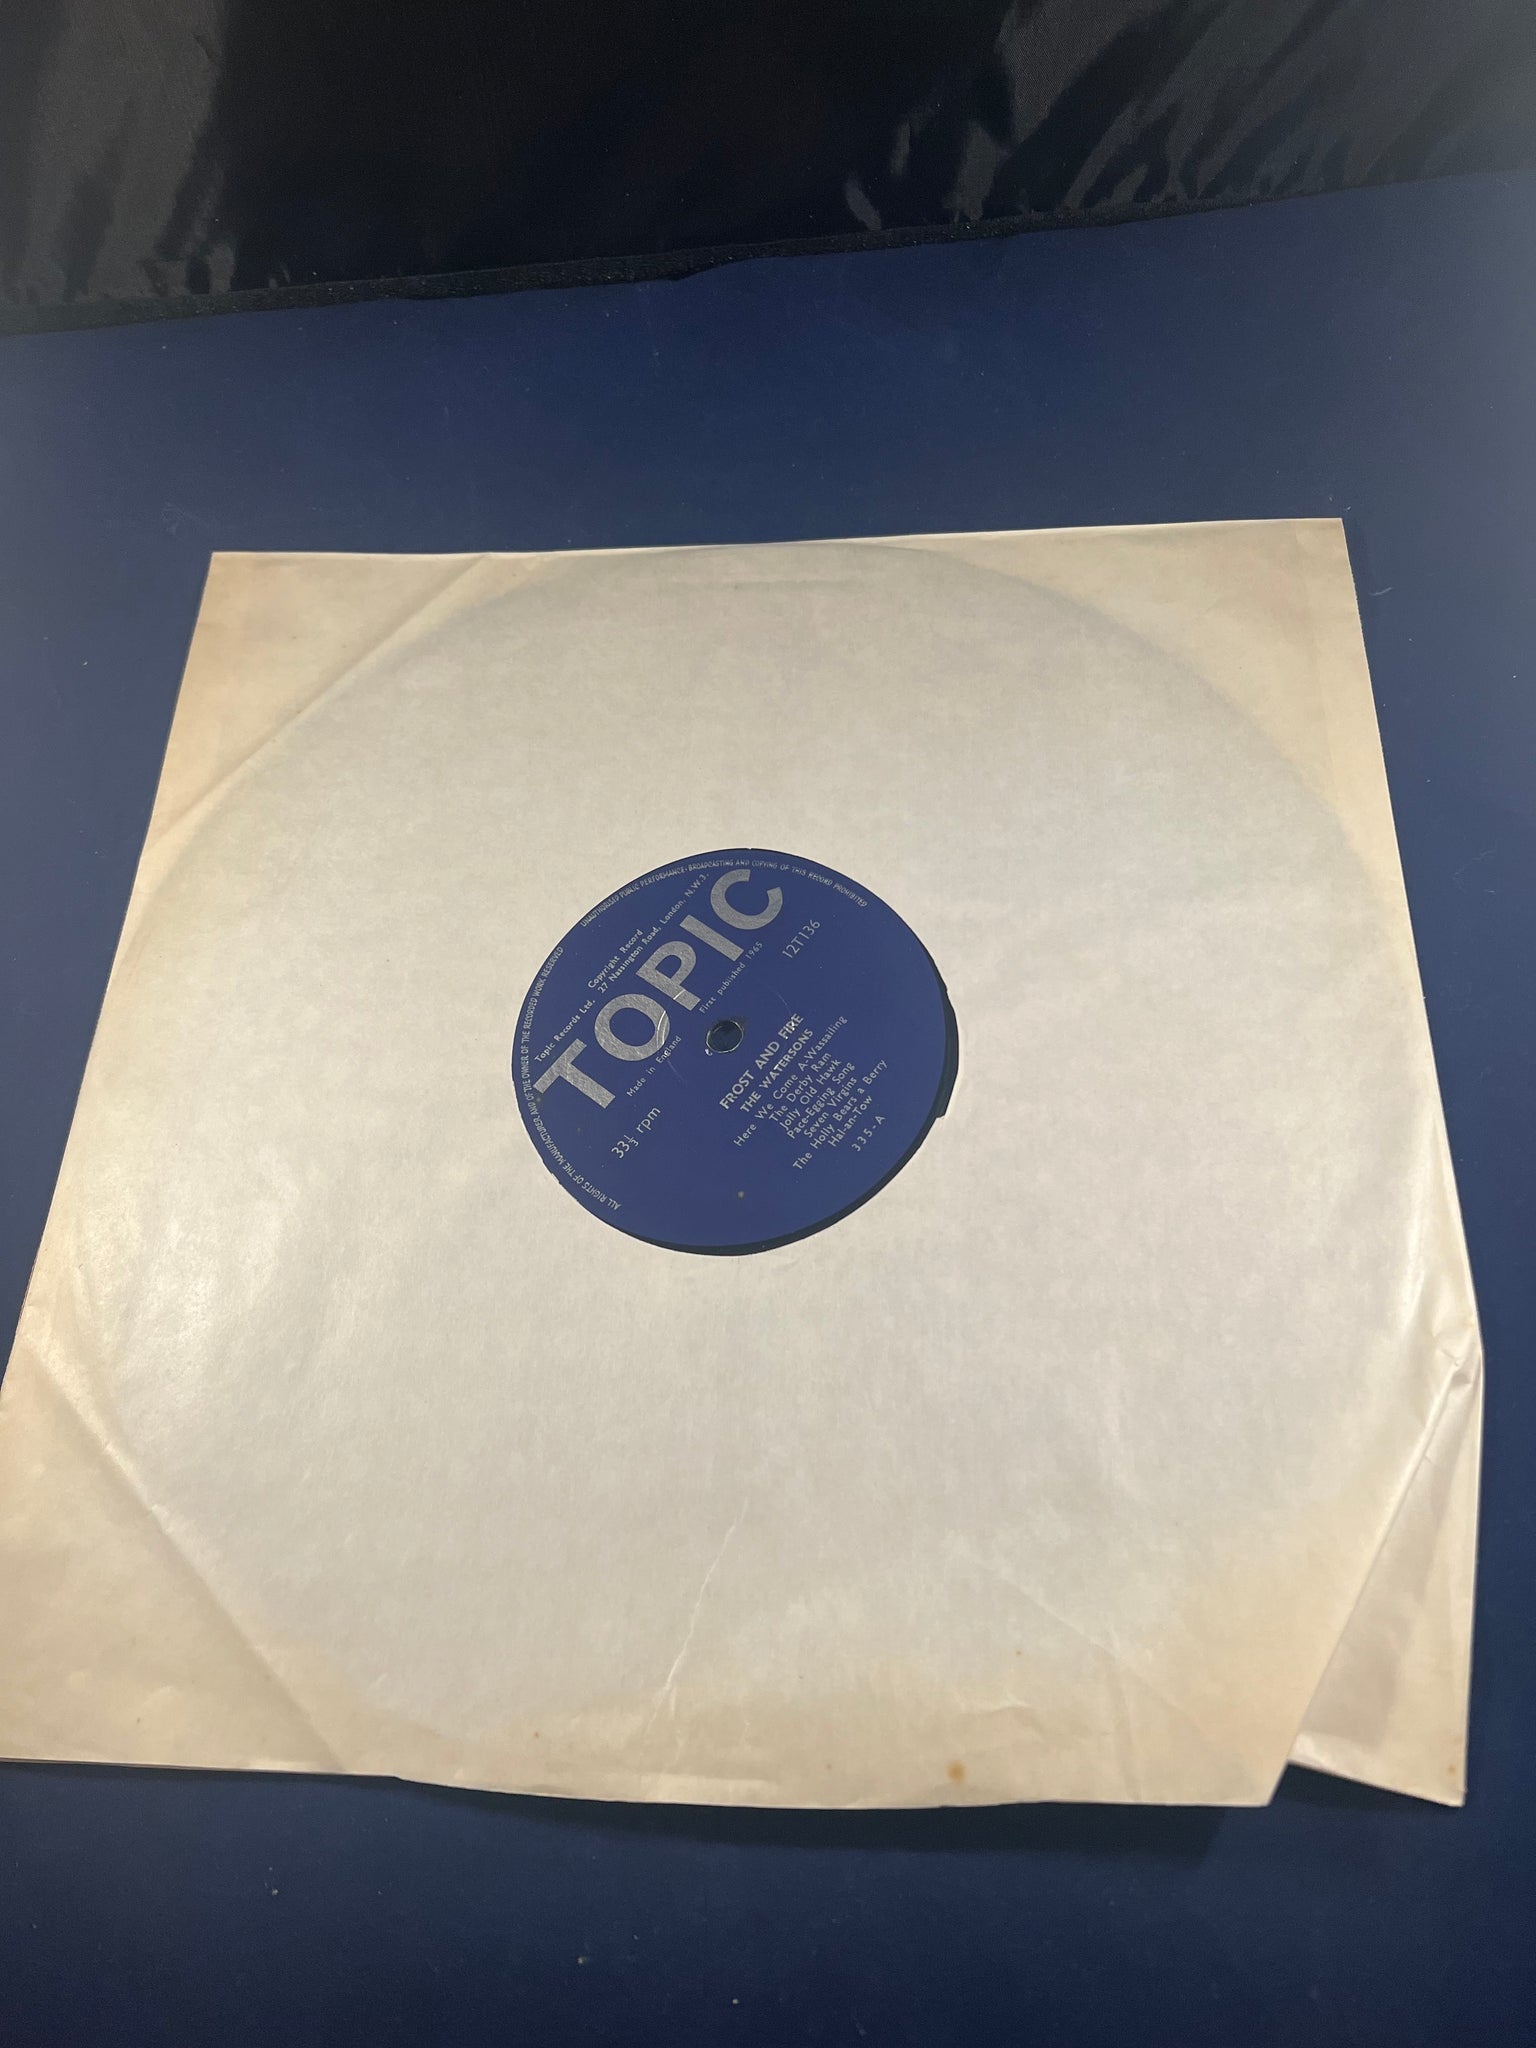 ALL RIGHTS OF THE MANUFACTURER AND OF THE OWNER OF THE RECORDED WORK RESERVED
UNAUTHORISED PUBLIC PERFORMANCE · BROADCASTING AND COPYING OF THIS RECORD PROHIBITED
Topic Records Ltd. Copyright Record
27 Nassington Road, London, N.W.3.
TOPIC
Made in England
First published 1965
33⅓ rpm
12T136
FROST AND FIRE
THE WATERSONS
Here We Come A-Wassailing
The Derby Ram
Jolly Old Hawk
Pace-Egging Song
Seven Virgins
The Holly Bears a Berry
Hal-an-Tow
335-A